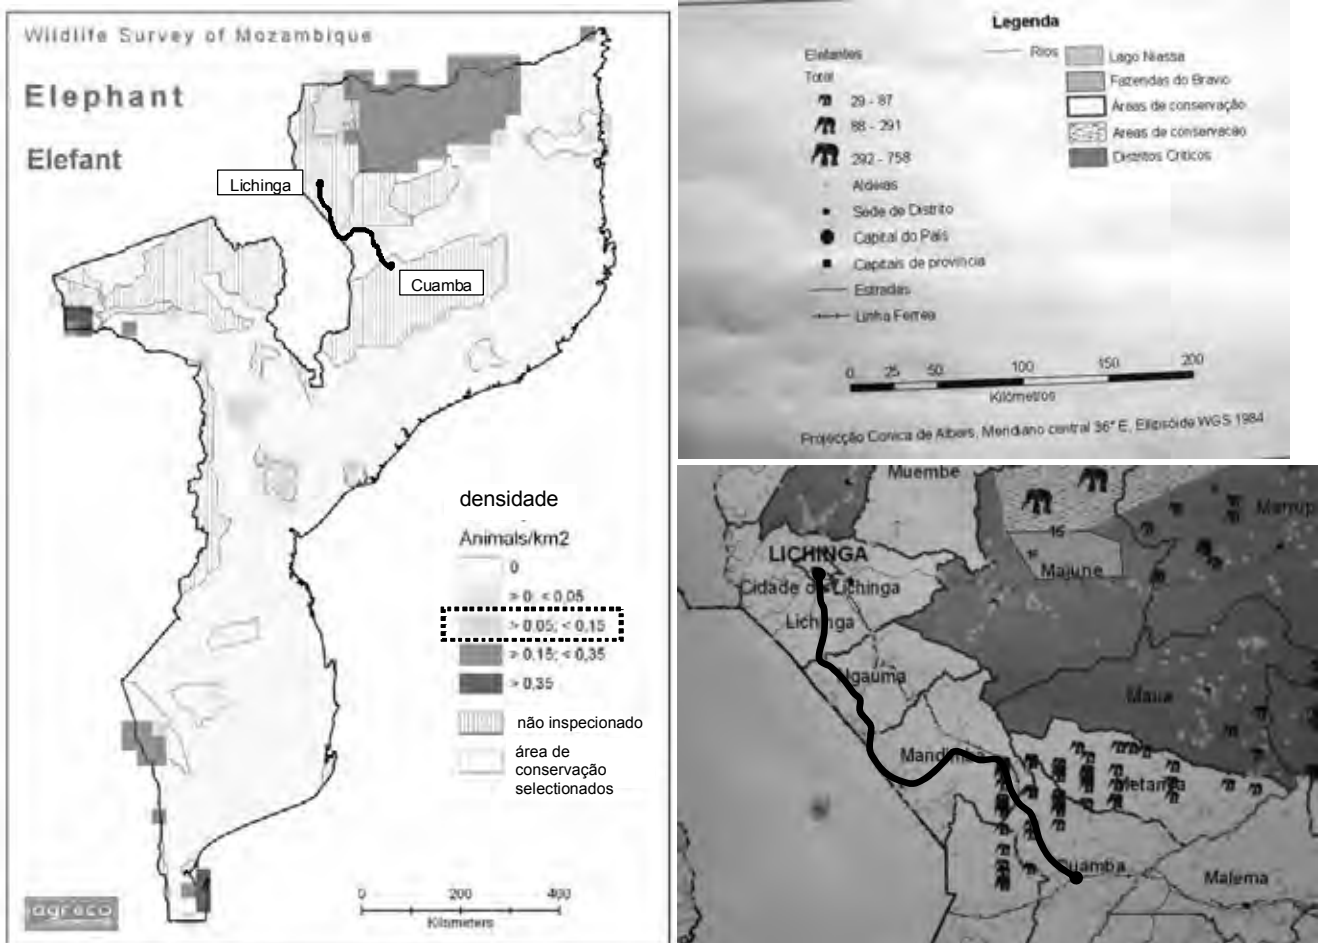 Wildlife Survey of Mozambique
Elephant
Elefant
Lichinga
Cuamba
densidade
Animals/km2
0
> 0; < 0,05
> 0,05; < 0,15
> 0,15; < 0,35
> 0,35
não inspecionado
área de
conservação
selectionados
agreco
0 200 400
Kilometers
Legenda
Elefantes
Total
29 - 87
88 - 291
292 - 758
Aldeias
Sede de Distrito
Capital do País
Capitais de província
Estradas
Linha Ferrea
Rios
Lago Niassa
Fazendas do Bravio
Áreas de conservação
Áreas de conservacão
Distritos Críticos
0 25 50 100 150 200
Kilómetros
Projecção Conica de Albers, Meridiano central 36° E, Elipsóide WGS 1984
Muembe
Marrup
16
LICHINGA
Majune
Cidade de Lichinga
Lichinga
Ngauma
Maua
Mandimba
Metarica
Cuamba
Malema